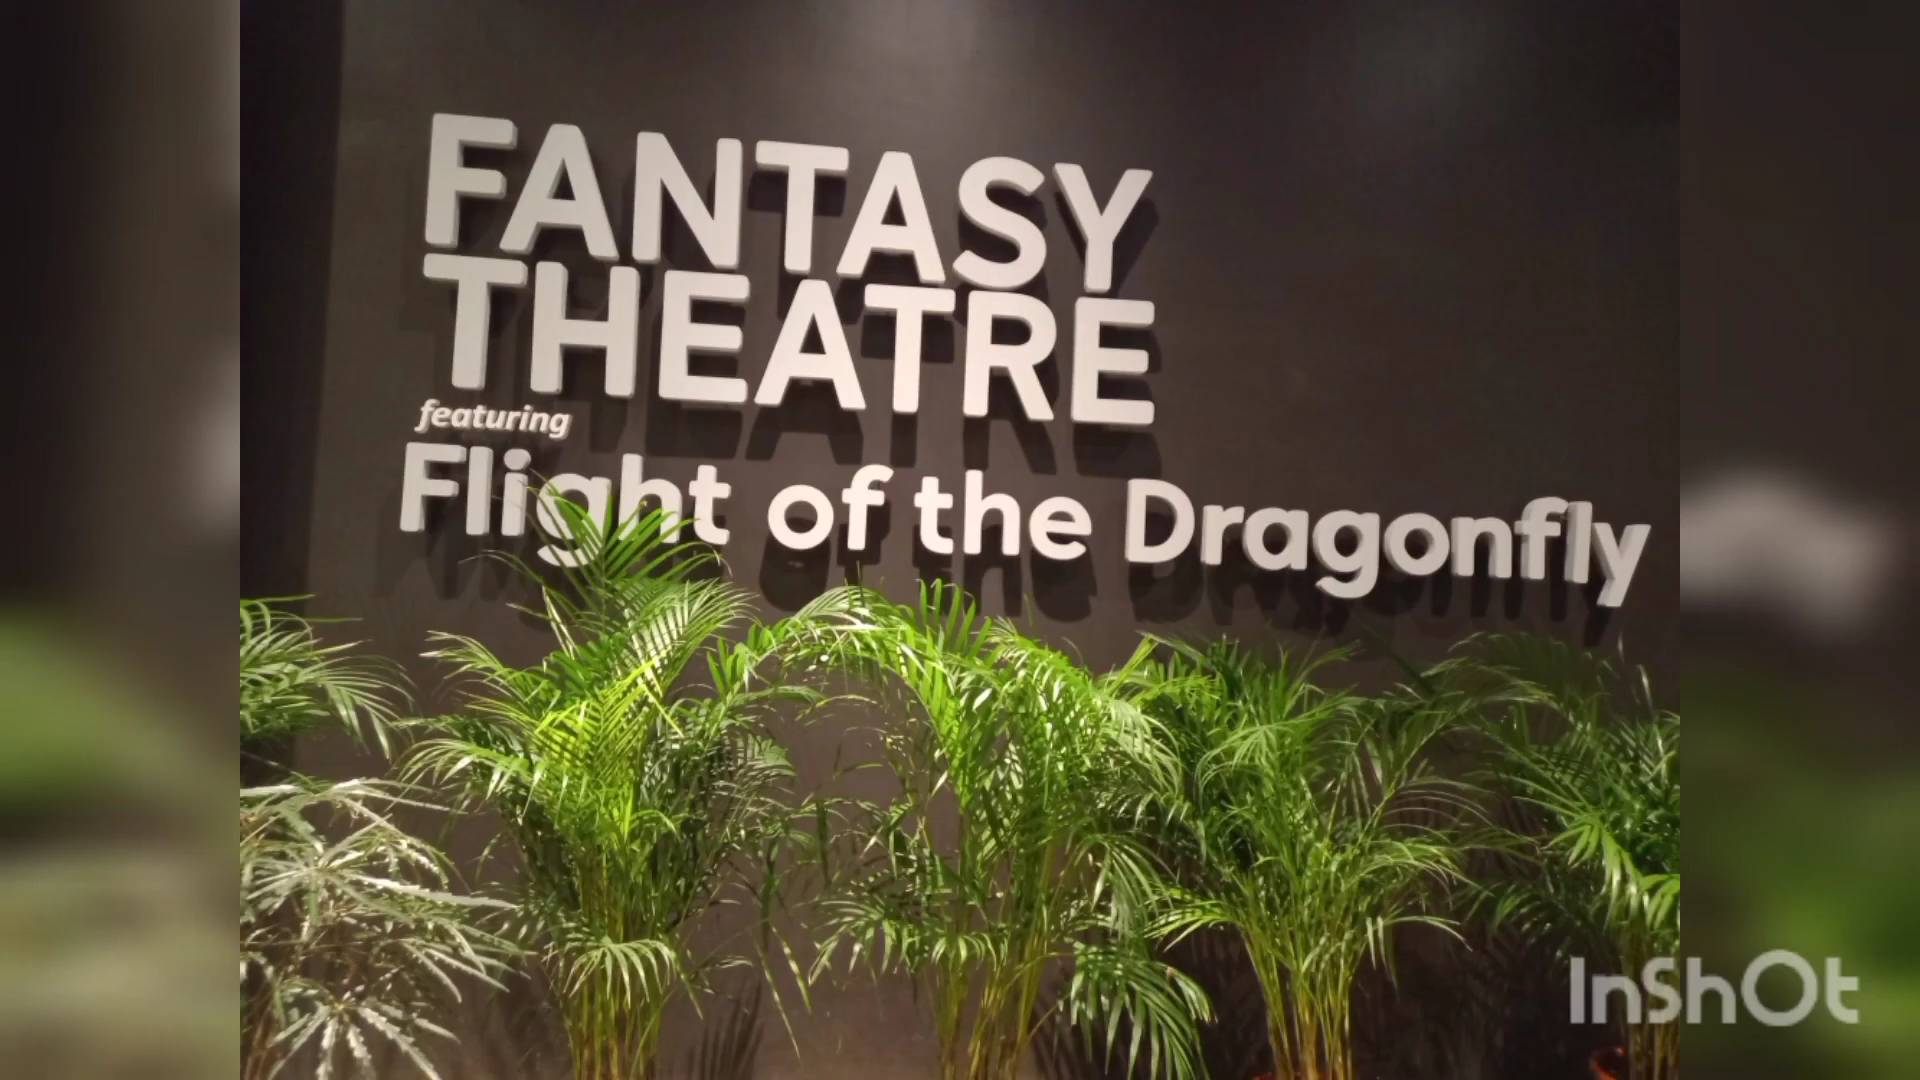 FANTASY
THEATRE
featuring
Flight of the Dragonfly
InShOt